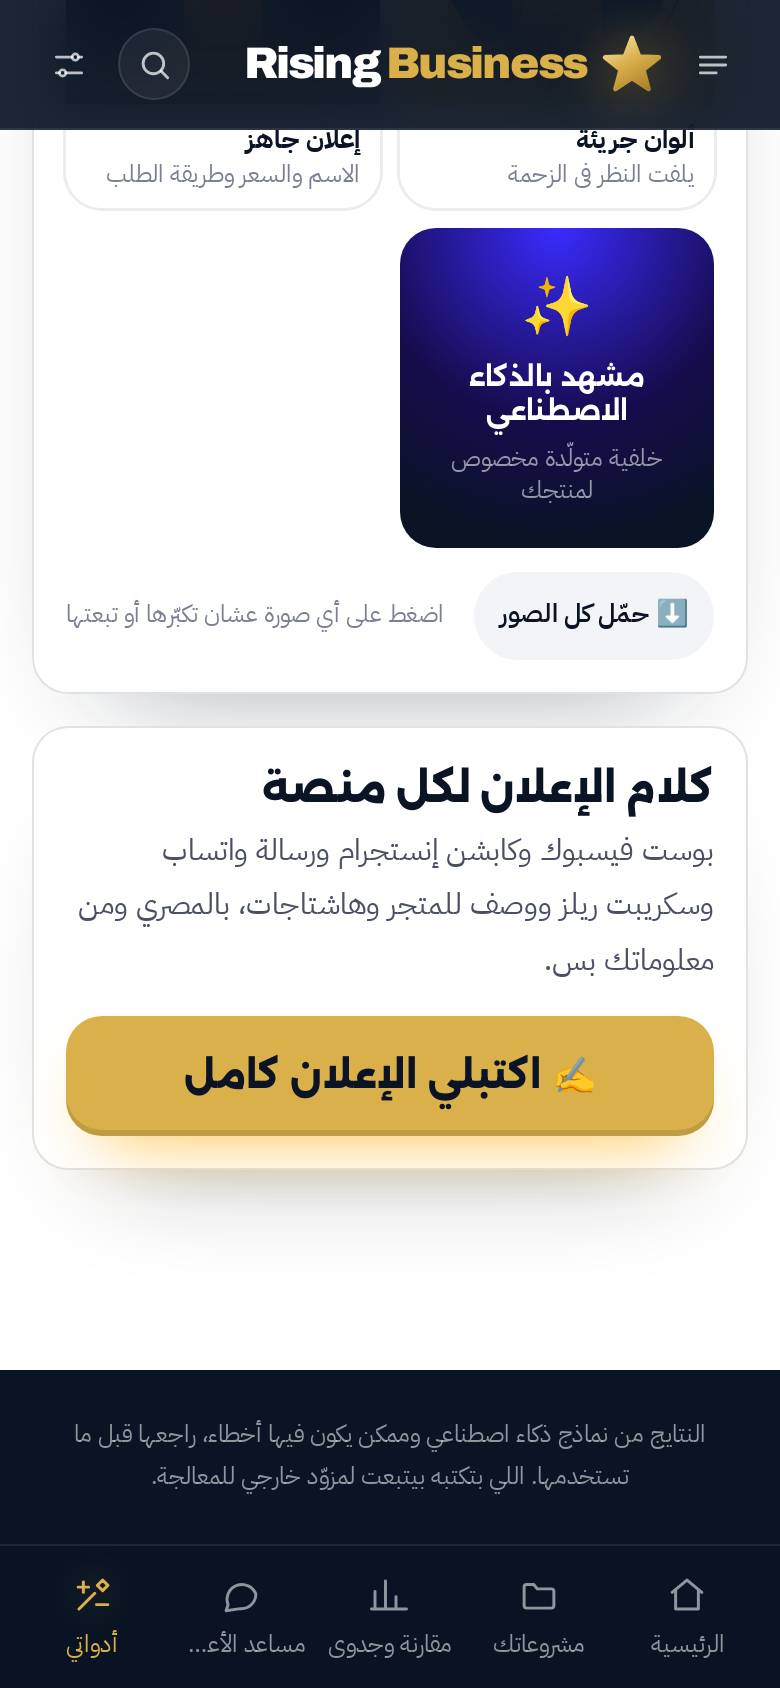 Rising Business
ألوان جريئة
يلفت النظر في الزحمة
إعلان جاهز
الاسم والسعر وطريقة الطلب
مشهد بالذكاء
الاصطناعي
خلفية متولّدة مخصوص
لمنتجك
⬇️ حمّل كل الصور
اضغط على أي صورة عشان تكبّرها أو تبعتها
كلام الإعلان لكل منصة
بوست فيسبوك وكابشن إنستجرام ورسالة واتساب
وسكريبت ريلز ووصف للمتجر وهاشتاجات، بالمصري ومن
معلوماتك بس.
✍️ اكتبلي الإعلان كامل
النتايج من نماذج ذكاء اصطناعي وممكن يكون فيها أخطاء، راجعها قبل ما
تستخدمها. اللي بتكتبه بيتبعت لمزوّد خارجي للمعالجة.
الرئيسية
مشروعاتك
مقارنة وجدوى
مساعد الأع...
أدواتي